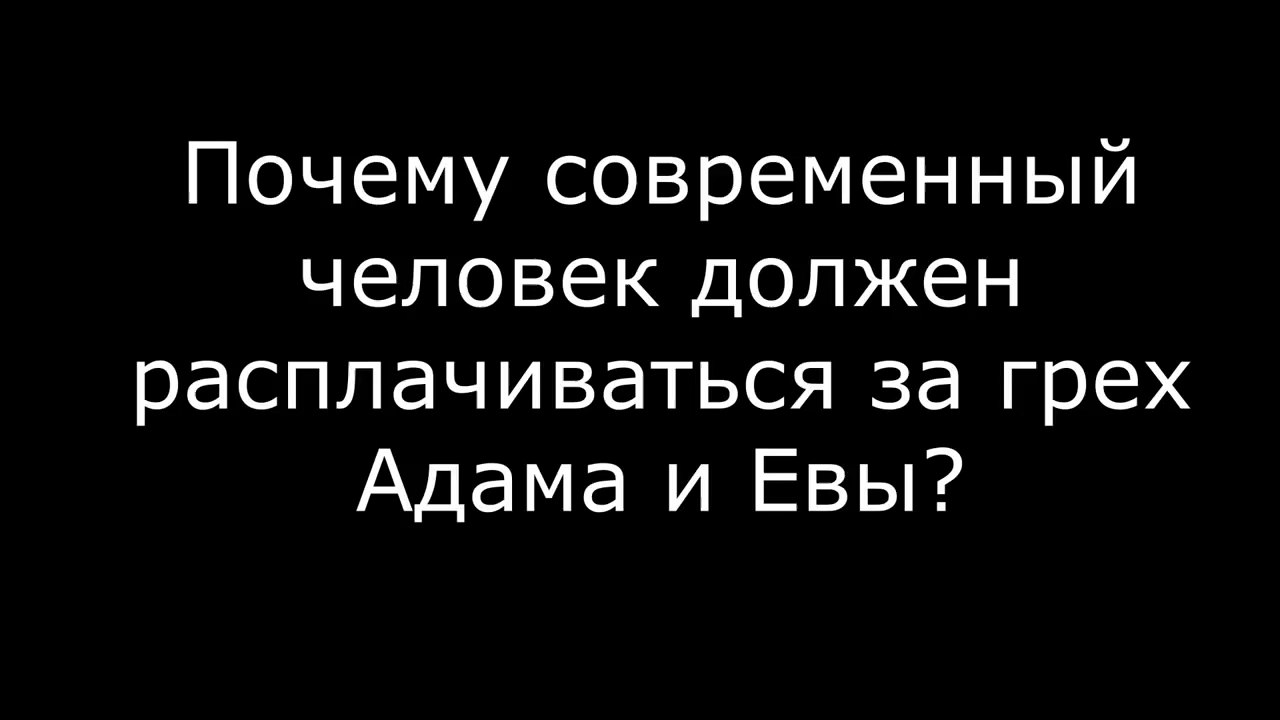 Почему современный
человек должен
расплачиваться за грех
Адама и Евы?